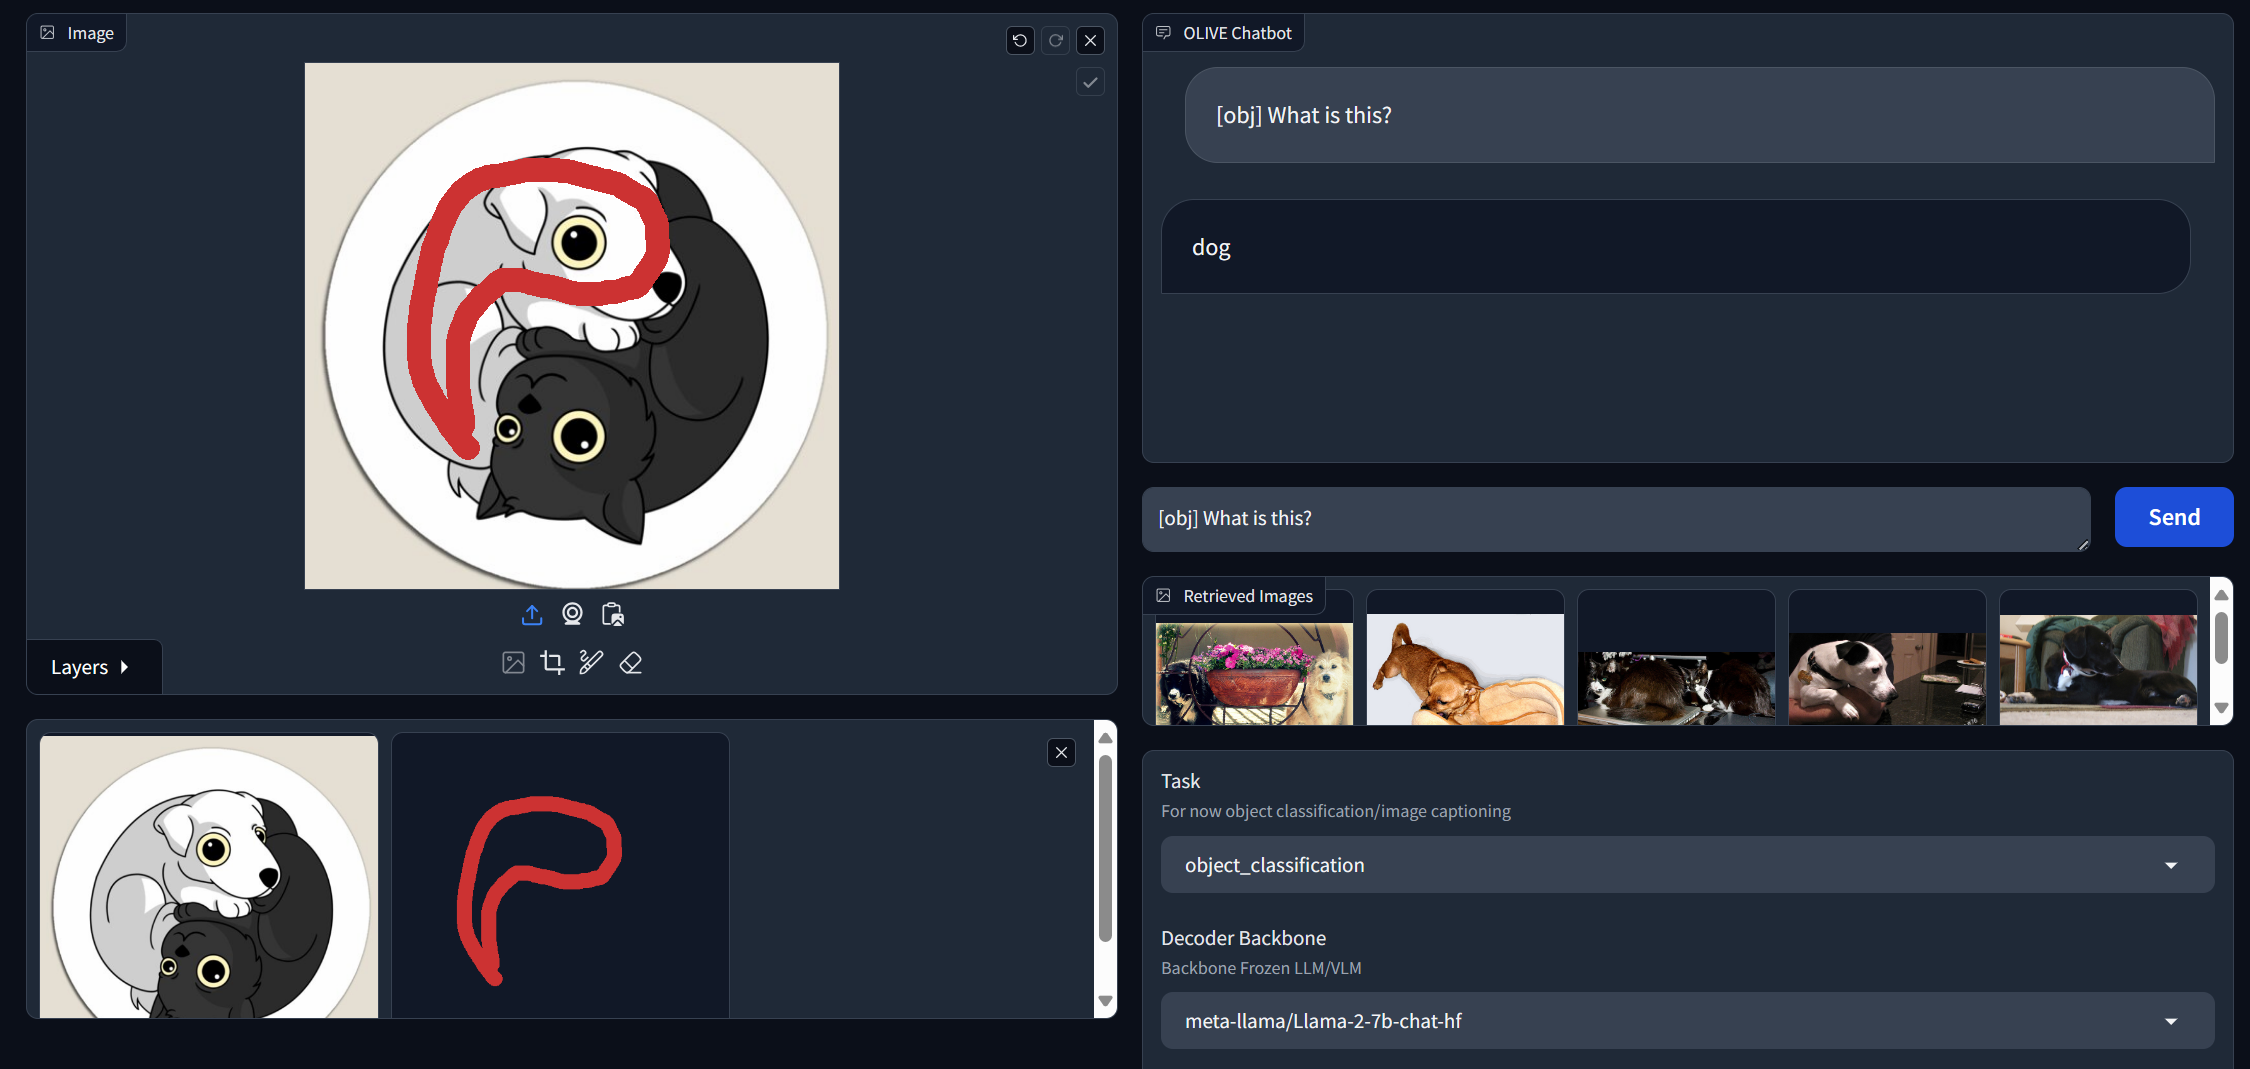 Image
Layers
OLIVE Chatbot
[obj] What is this?
dog
[obj] What is this?
Send
Retrieved Images
Task
For now object classification/image captioning
object_classification
Decoder Backbone
Backbone Frozen LLM/VLM
meta-llama/Llama-2-7b-chat-hf